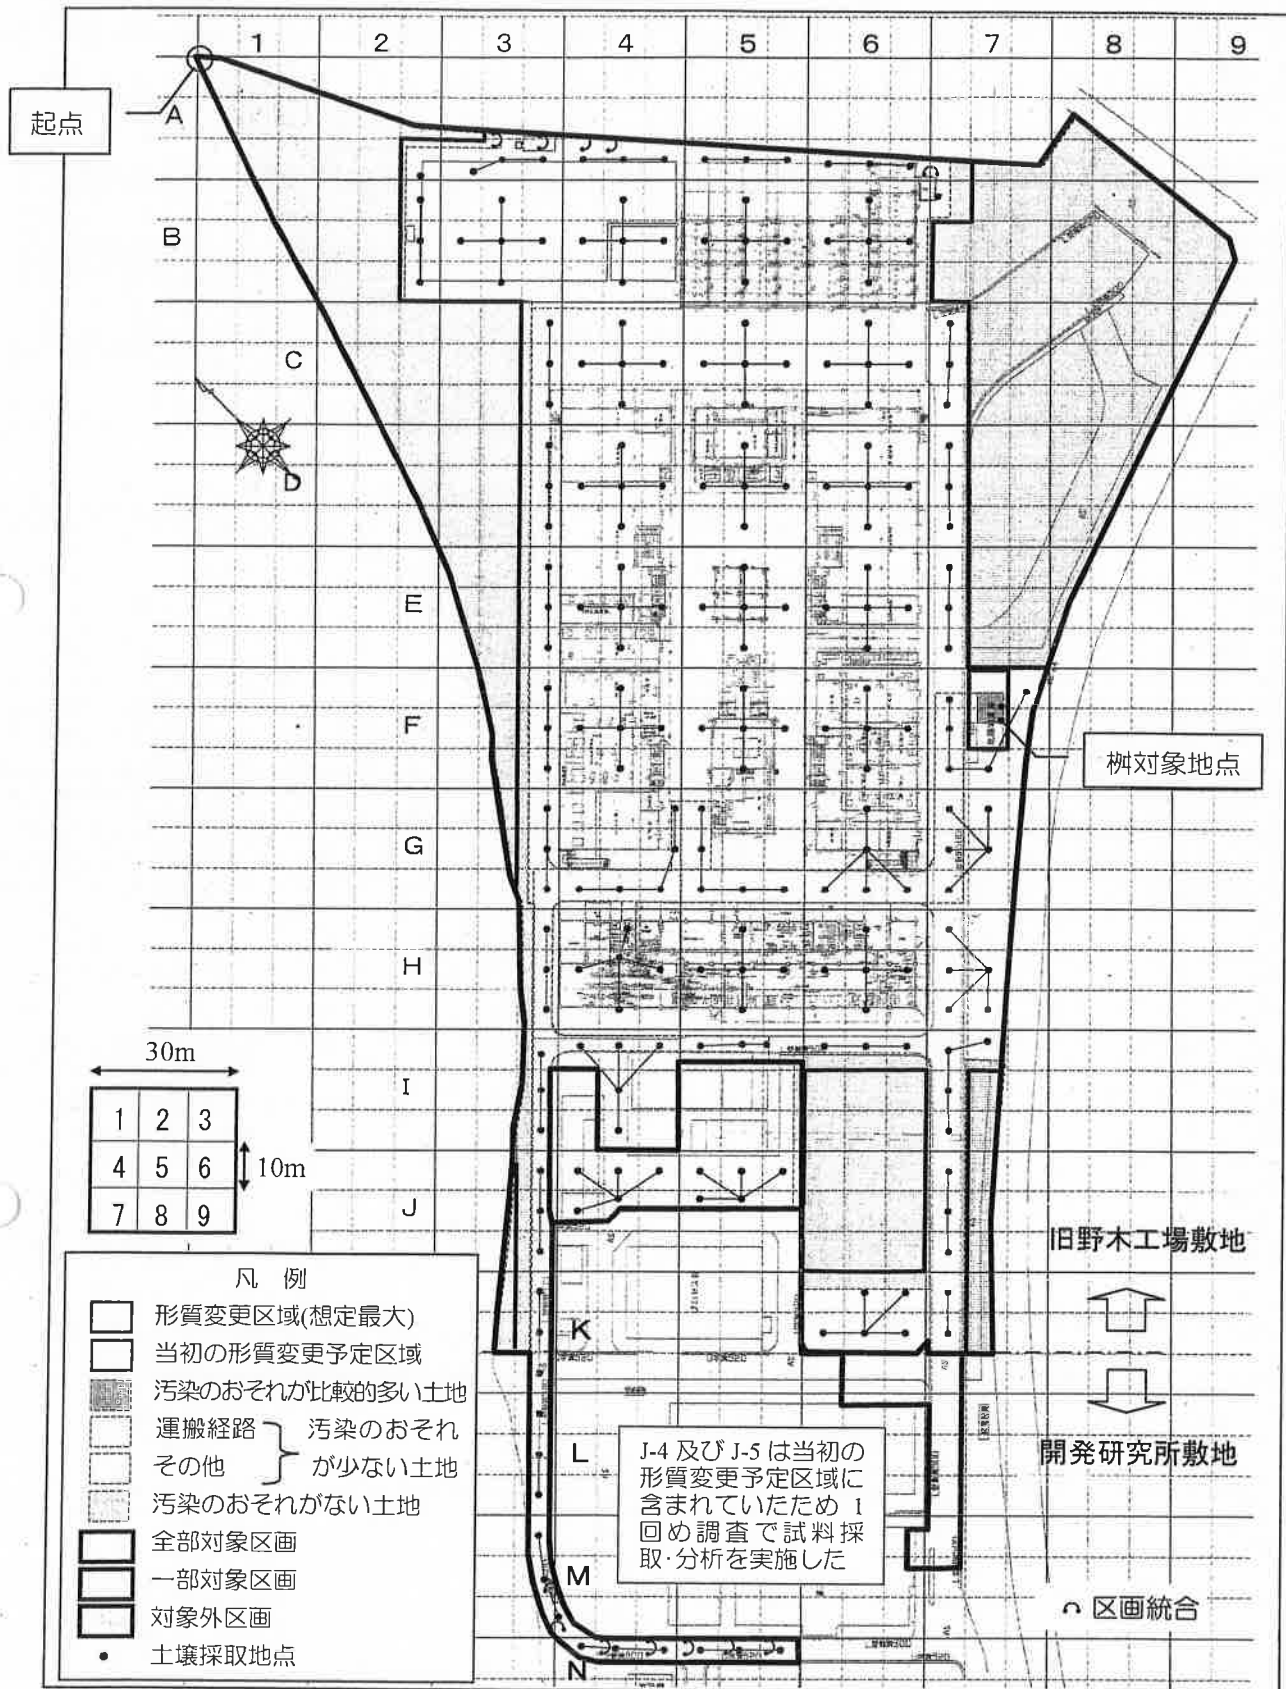 1 2 3 4 5 6 7 8 9
起点
A
B
C
D
E
F
桝対象地点
G
H
30m
I
1 2 3
4 5 6
10m
7 8 9
J
旧野木工場敷地
凡 例
形質変更区域(想定最大)
当初の形質変更予定区域
汚染のおそれが比較的多い土地
運搬経路
その他
汚染のおそれ
が少ない土地
汚染のおそれがない土地
全部対象区画
一部対象区画
対象外区画
土壌採取地点
K
開発研究所敷地
L
J-4 及び J-5 は当初の
形質変更予定区域に
含まれていたため 1
回め調査で試料採
取・分析を実施した
M
区画統合
N